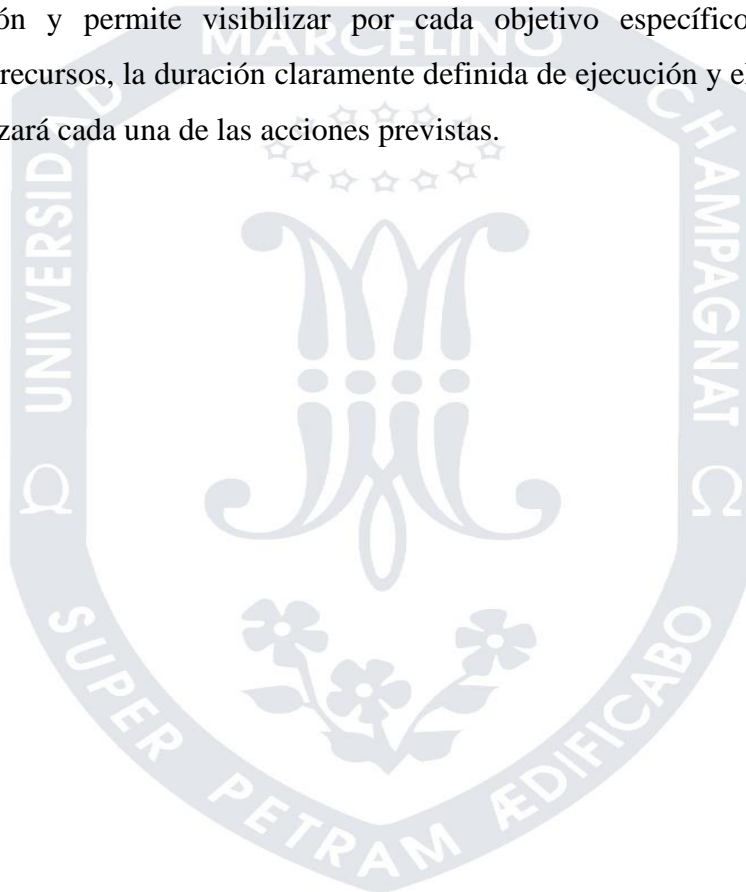 ón y permite visibilizar por cada objetivo específico
recursos, la duración claramente definida de ejecución y el
zará cada una de las acciones previstas.
UNIVERSIDAD MARCELINO CHAMPAGNAT
SUPER PETRAM ÆDIFICABO